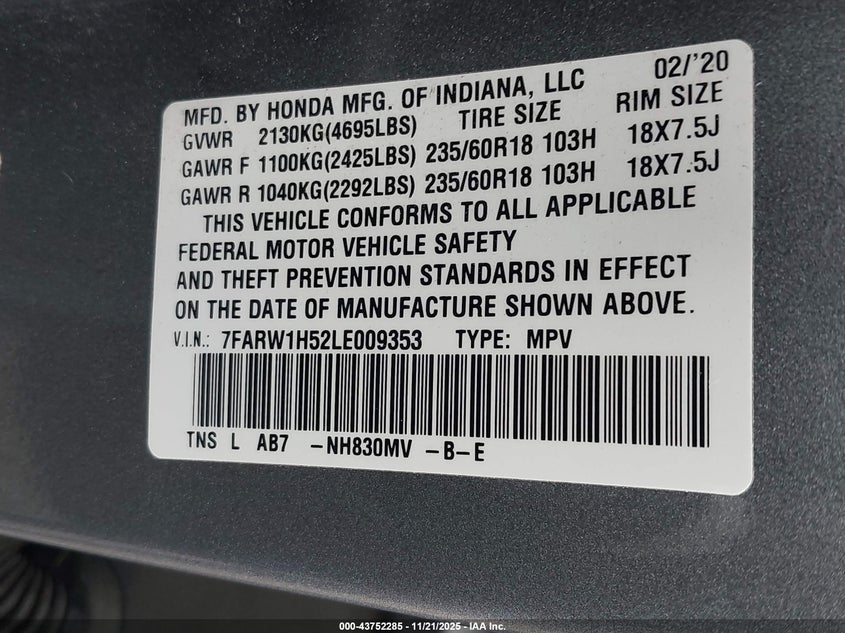 MFD. BY HONDA MFG. OF INDIANA, LLC 02/'20
GVWR 2130KG(4695LBS) TIRE SIZE RIM SIZE
GAWR F 1100KG(2425LBS) 235/60R18 103H 18X7.5J
GAWR R 1040KG(2292LBS) 235/60R18 103H 18X7.5J
THIS VEHICLE CONFORMS TO ALL APPLICABLE
FEDERAL MOTOR VEHICLE SAFETY
AND THEFT PREVENTION STANDARDS IN EFFECT
ON THE DATE OF MANUFACTURE SHOWN ABOVE.
V.I.N.: 7FARW1H52LE009353 TYPE: MPV
TNS L AB7 -NH830MV -B-E
000-43752285 - 11/21/2025 - IAA Inc.